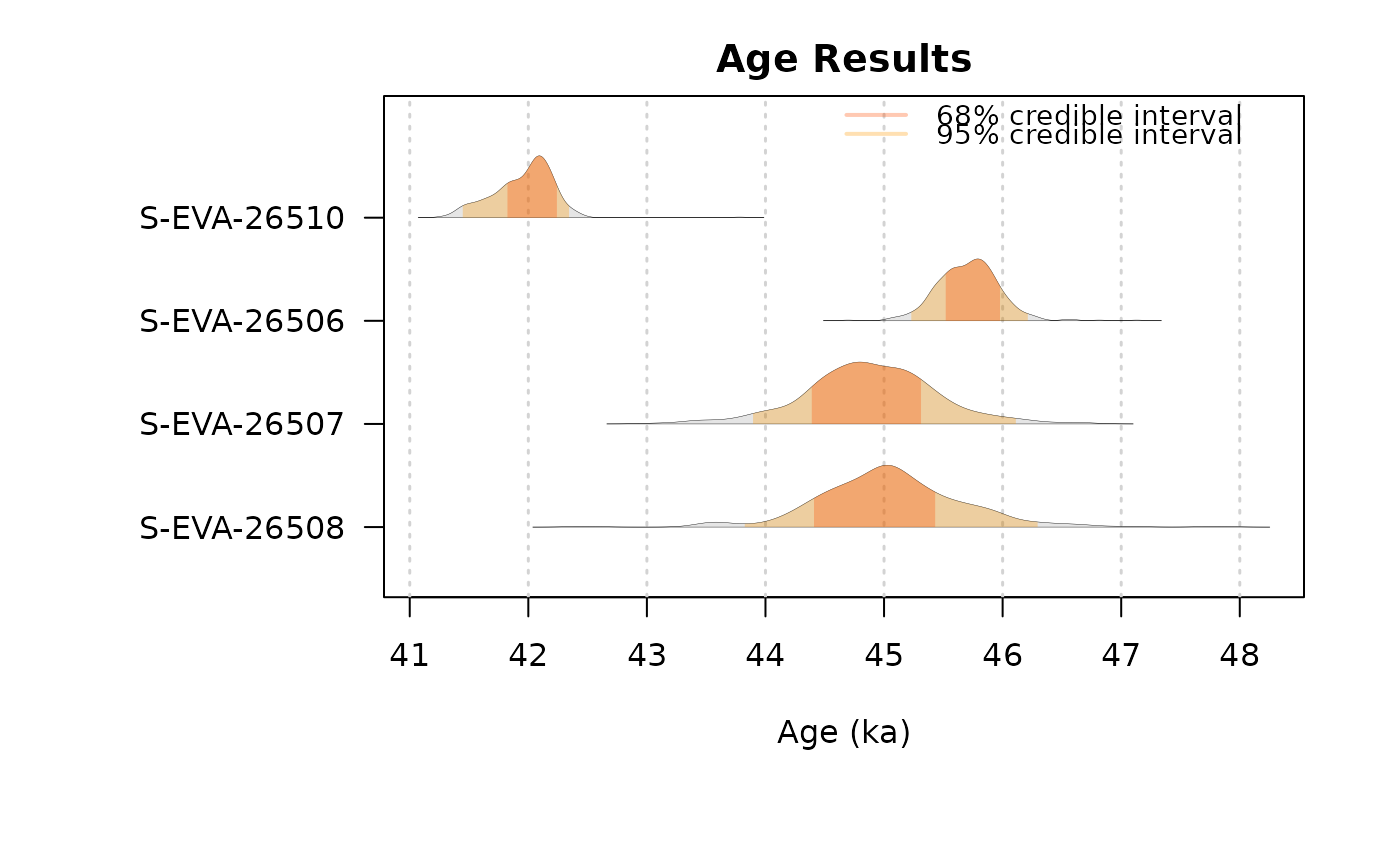 Age Results
68% credible interval
95% credible interval
S-EVA-26510
S-EVA-26506
S-EVA-26507
S-EVA-26508
41 42 43 44 45 46 47 48
Age (ka)